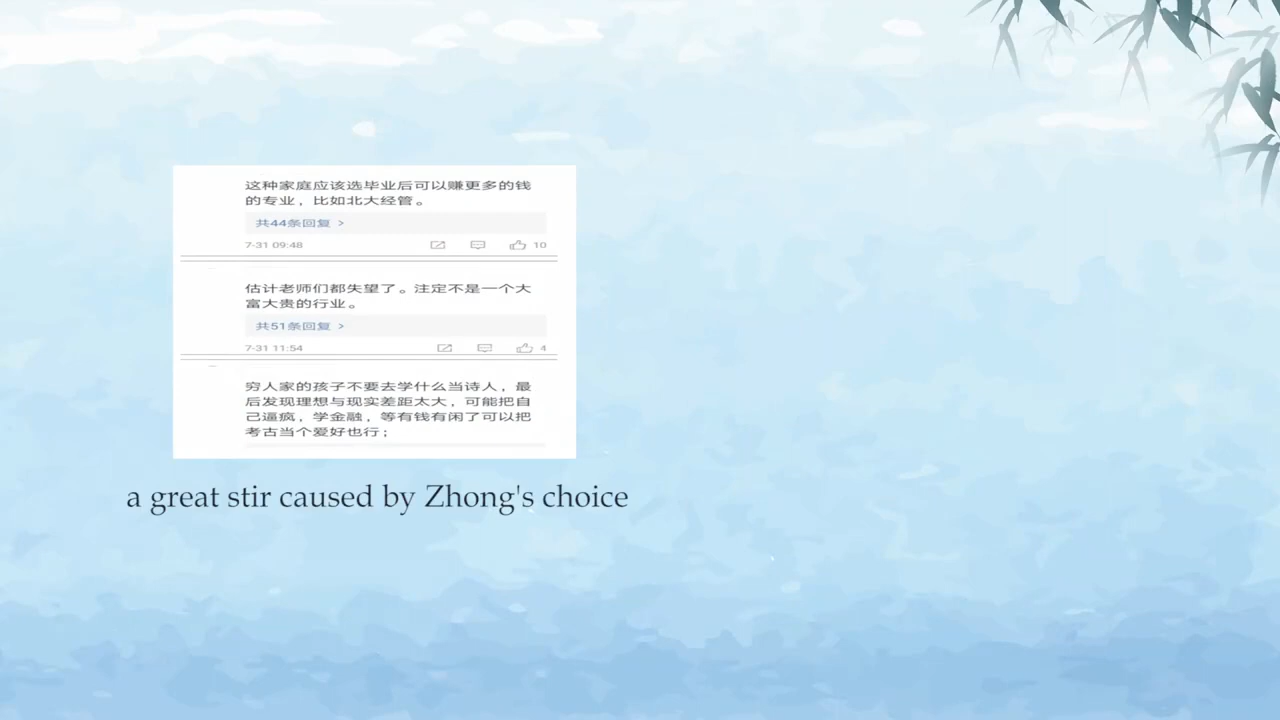 这种家庭应该选毕业后可以赚更多的钱
的专业，比如北大经管。
共44条回复 >
7-31 09:48
10
估计老师们都失望了。注定不是一个大
富大贵的行业。
共51条回复 >
7-31 11:54
4
穷人家的孩子不要去学什么当诗人，最
后发现理想与现实差距太大，可能把自
己逼疯，学金融，等有钱有闲了可以把
考古当个爱好也行；
a great stir caused by Zhong's choice